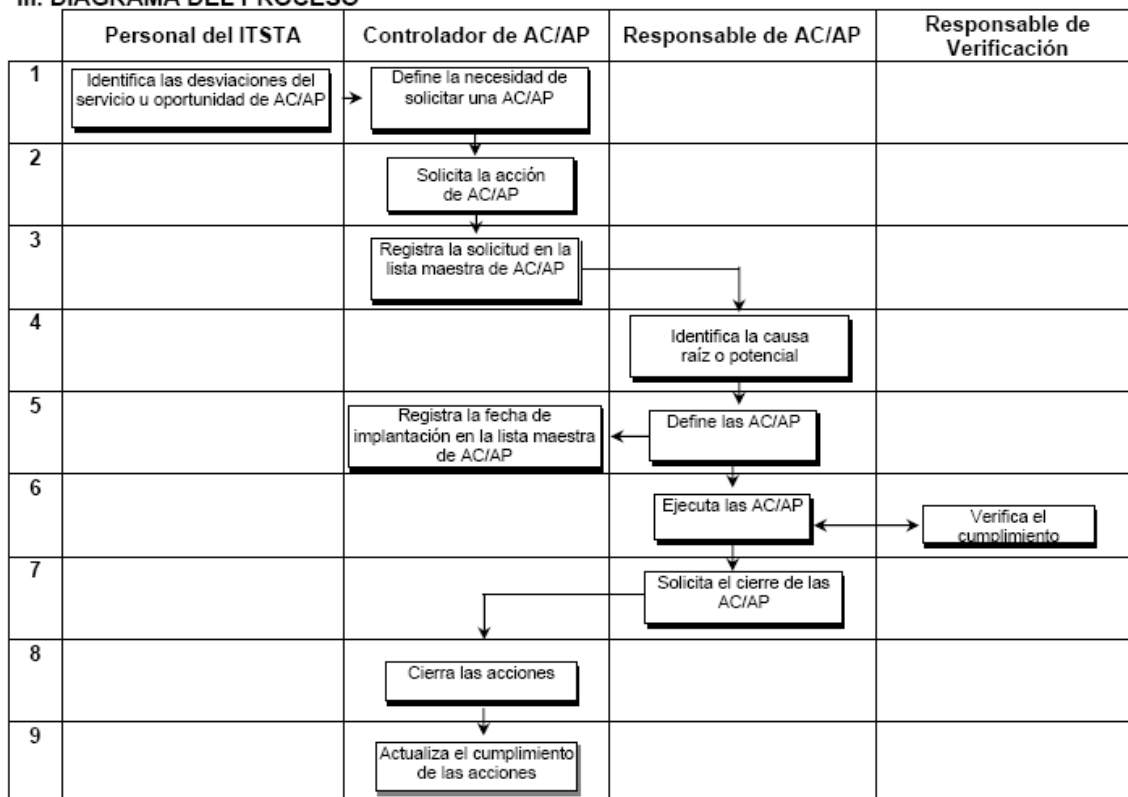 III. DIAGRAMA DEL PROCESO
Personal del ITSTA
Controlador de AC/AP
Responsable de AC/AP
Responsable de
Verificación
1
Identifica las desviaciones del
servicio u oportunidad de AC/AP
Define la necesidad de
solicitar una AC/AP
2
Solicita la acción
de AC/AP
3
Registra la solicitud en la
lista maestra de AC/AP
4
Identifica la causa
raíz o potencial
5
Registra la fecha de
implantación en la lista maestra
de AC/AP
Define las AC/AP
6
Ejecuta las AC/AP
Verifica el
cumplimiento
7
Solicita el cierre de las
AC/AP
8
Cierra las acciones
9
Actualiza el cumplimiento
de las acciones